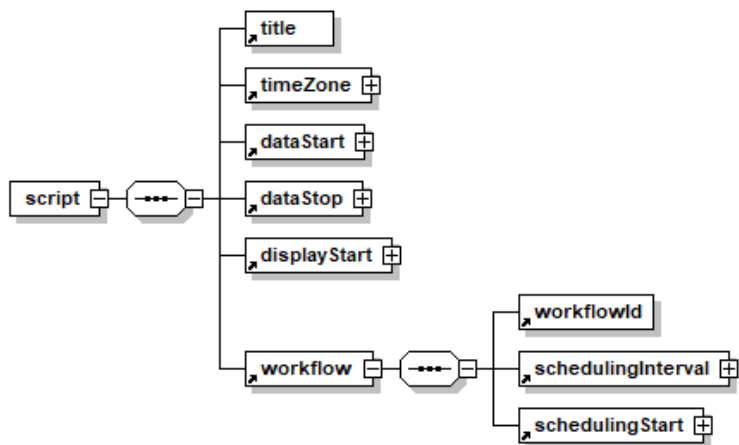 title
timeZone
dataStart
script
dataStop
displayStart
workflowId
workflow
schedulingInterval
schedulingStart